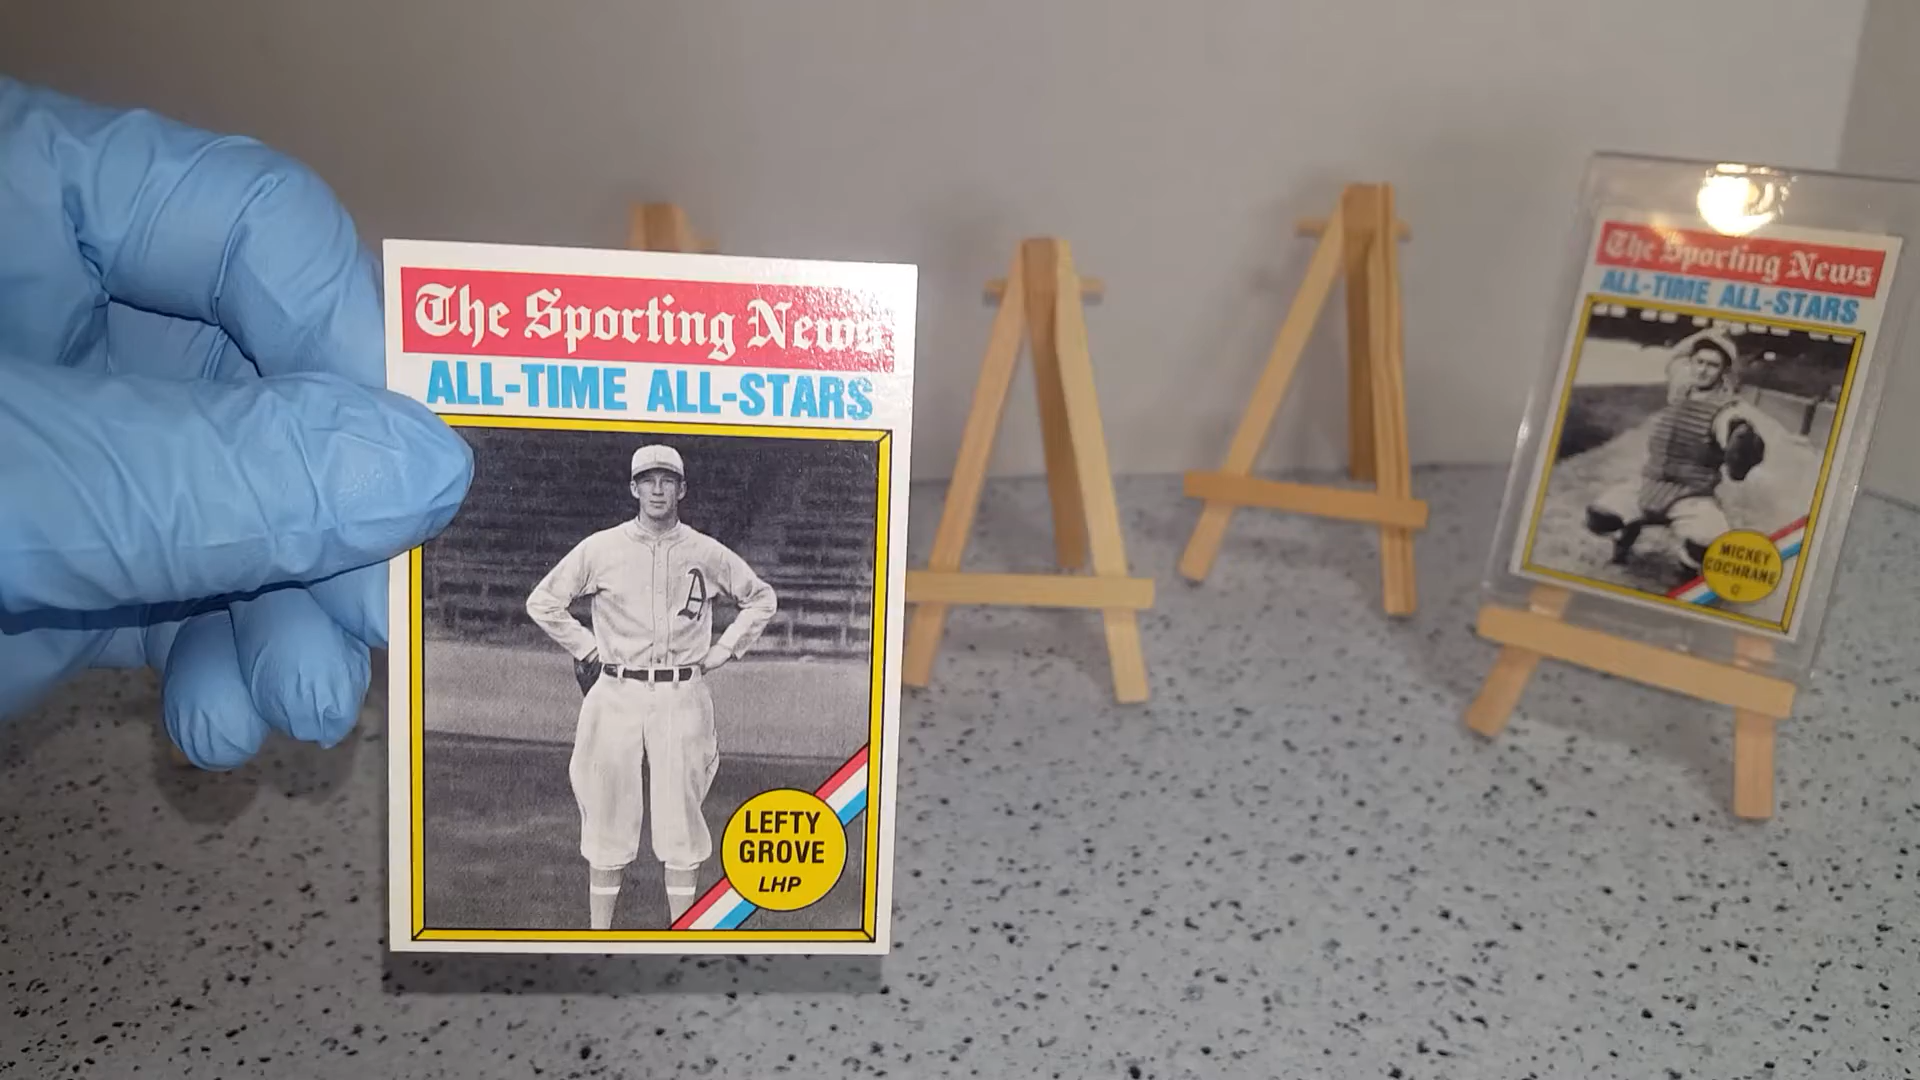 The Sporting News
ALL-TIME ALL-STARS
A
LEFTY
GROVE
LHP
The Sporting News
ALL-TIME ALL-STARS
MICKEY
COCHRANE
C